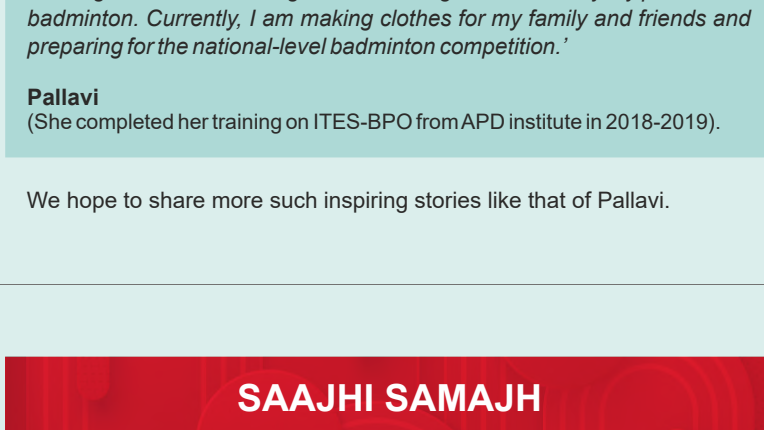 badminton. Currently, I am making clothes for my family and friends and
preparing for the national-level badminton competition.’
Pallavi
(She completed her training on ITES-BPO from APD institute in 2018-2019).
We hope to share more such inspiring stories like that of Pallavi.
SAAJHI SAMAJH